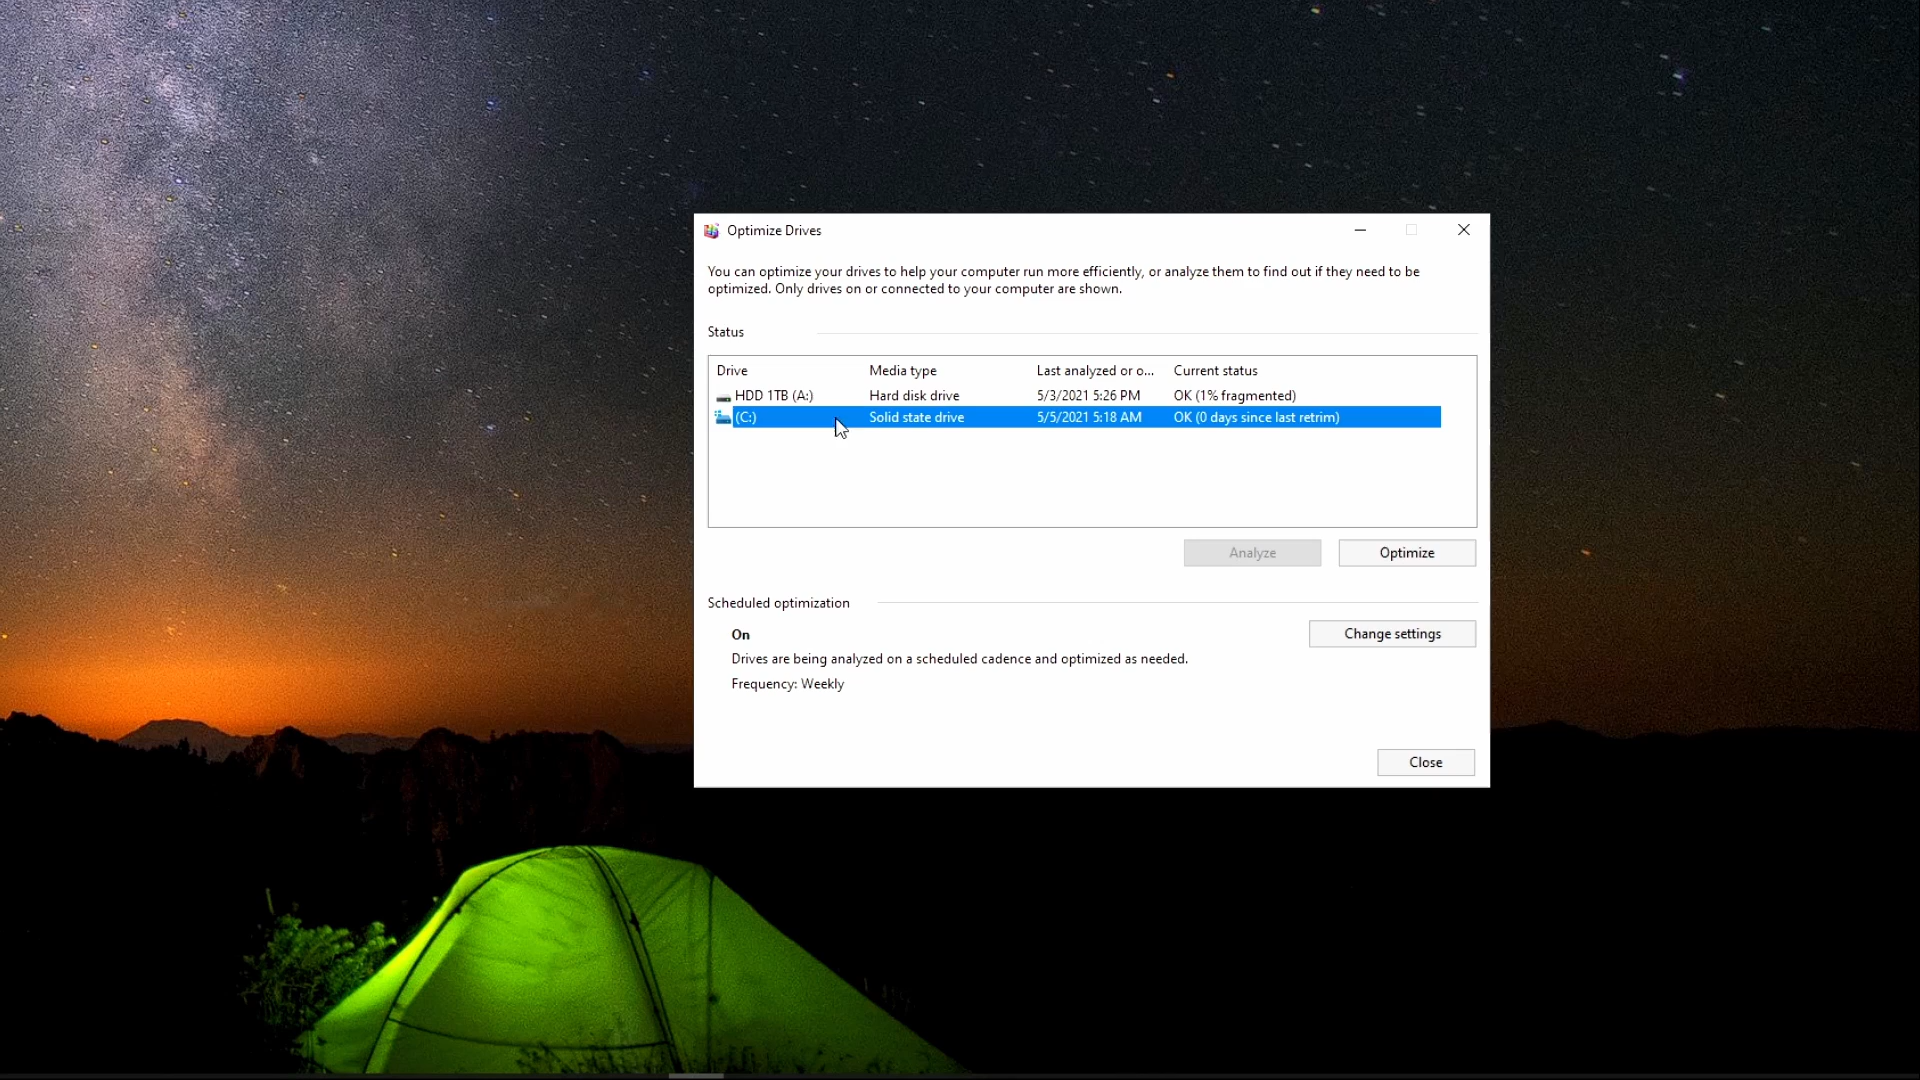 Optimize Drives
You can optimize your drives to help your computer run more efficiently, or analyze them to find out if they need to be
optimized. Only drives on or connected to your computer are shown.
Status
Drive Media type Last analyzed or o... Current status
HDD 1TB (A:) Hard disk drive 5/3/2021 5:26 PM OK (1% fragmented)
(C:) Solid state drive 5/5/2021 5:18 AM OK (0 days since last retrim)
Analyze Optimize
Scheduled optimization
On
Change settings
Drives are being analyzed on a scheduled cadence and optimized as needed.
Frequency: Weekly
Close